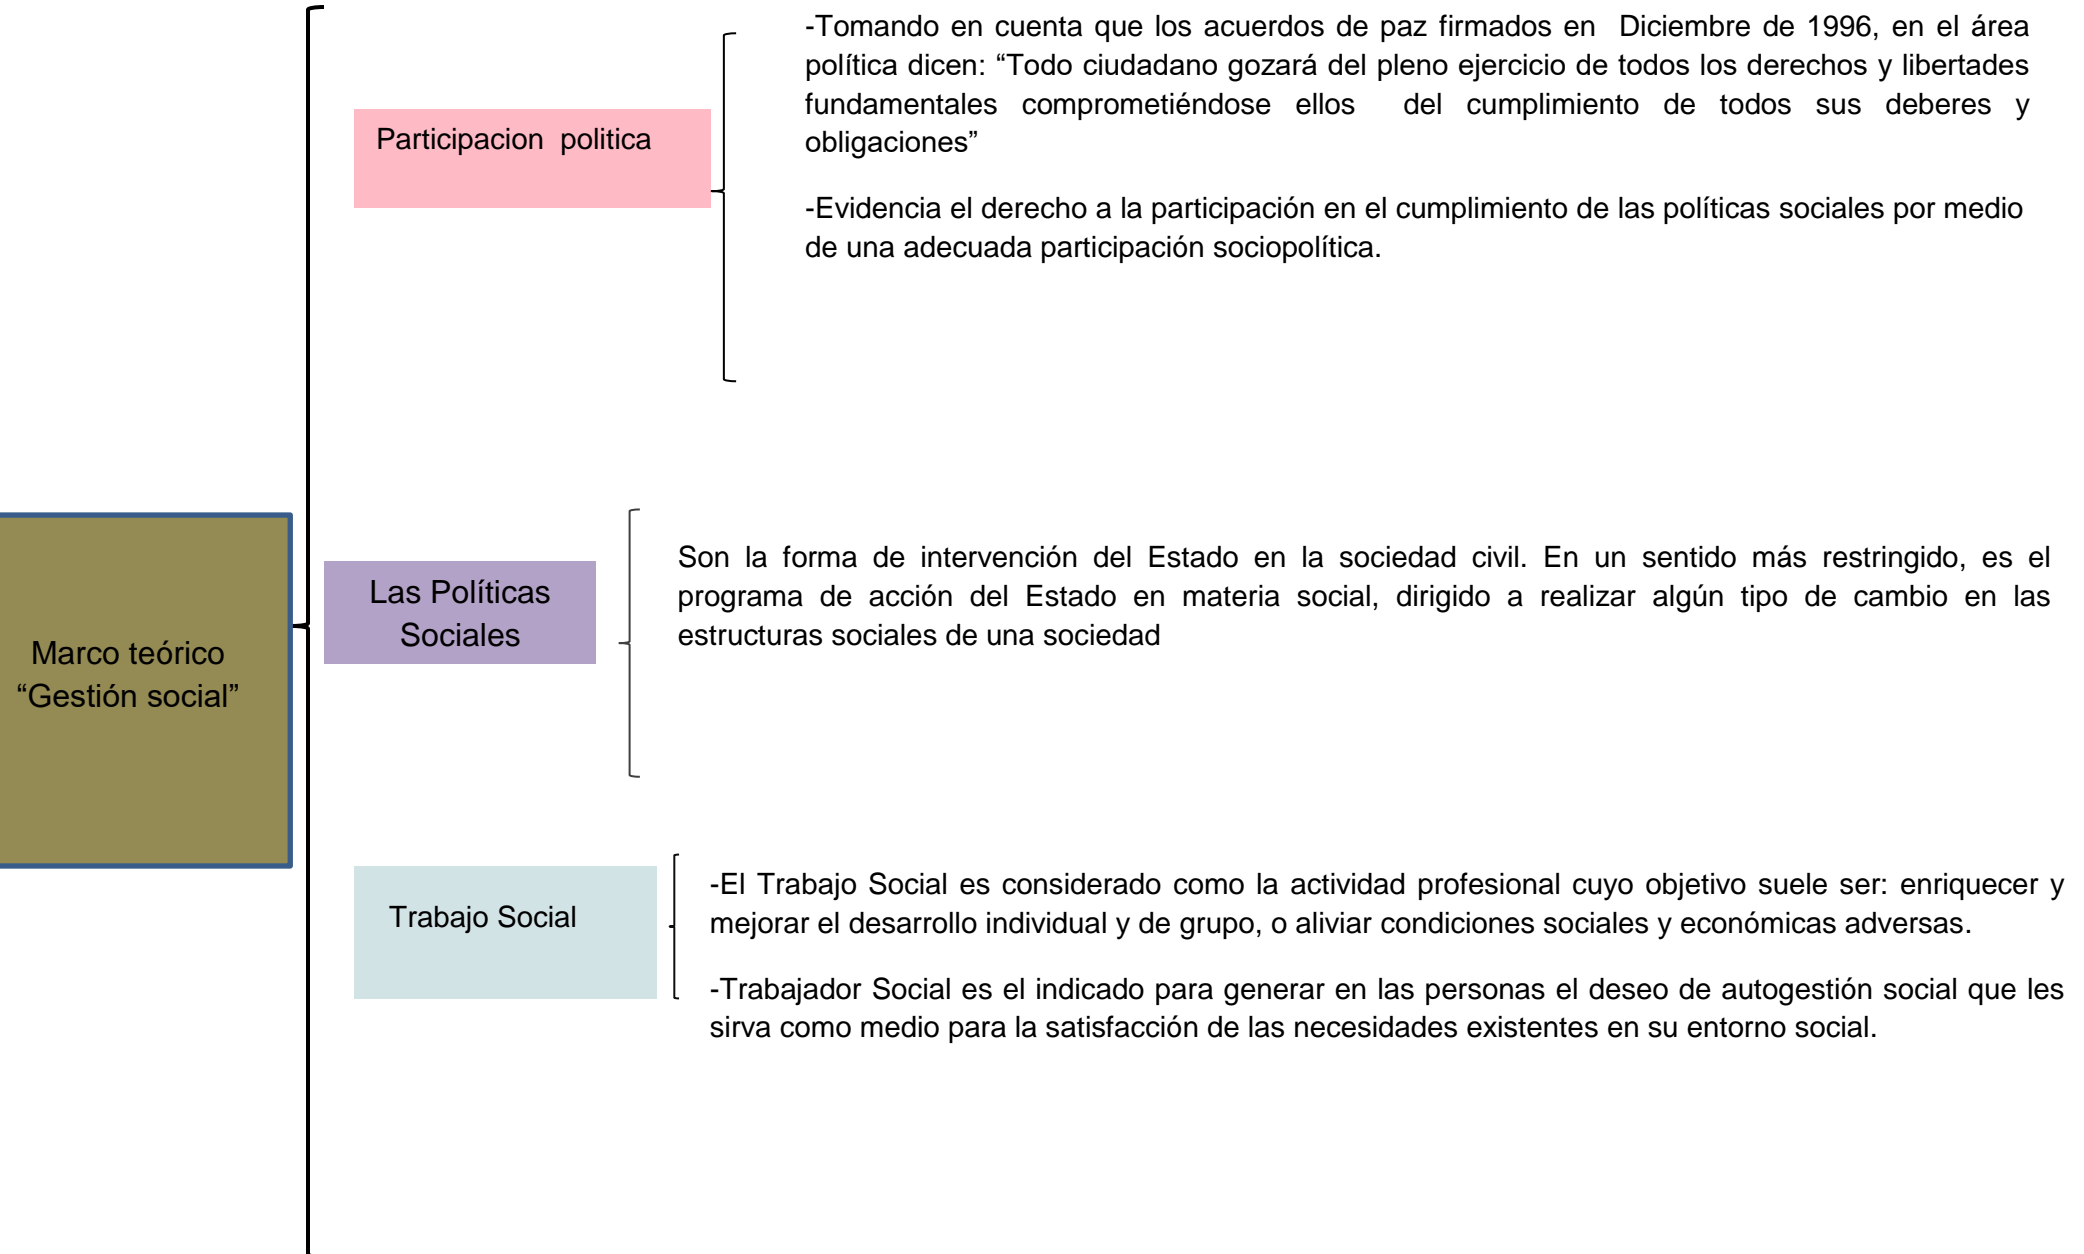 -Tomando en cuenta que los acuerdos de paz firmados en Diciembre de 1996, en el área
política dicen: “Todo ciudadano gozará del pleno ejercicio de todos los derechos y libertades
fundamentales comprometiéndose ellos del cumplimiento de todos sus deberes y
obligaciones”
Participacion politica
-Evidencia el derecho a la participación en el cumplimiento de las políticas sociales por medio
de una adecuada participación sociopolítica.
Son la forma de intervención del Estado en la sociedad civil. En un sentido más restringido, es el
programa de acción del Estado en materia social, dirigido a realizar algún tipo de cambio en las
estructuras sociales de una sociedad
Las Políticas
Sociales
Marco teórico
“Gestión social”
-El Trabajo Social es considerado como la actividad profesional cuyo objetivo suele ser: enriquecer y
mejorar el desarrollo individual y de grupo, o aliviar condiciones sociales y económicas adversas.
Trabajo Social
-Trabajador Social es el indicado para generar en las personas el deseo de autogestión social que les
sirva como medio para la satisfacción de las necesidades existentes en su entorno social.